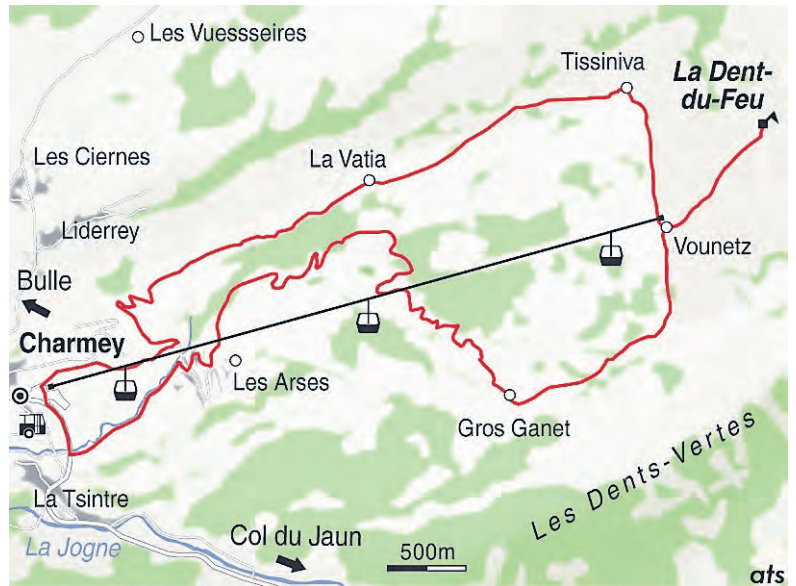 Les Vuessseires
Tissiniva
La Dent-
du-Feu
Les Ciernes
La Vatia
Liderrey
Vounetz
Bulle
Charmey
Les Arses
Gros Ganet
Les Dents-Vertes
La Tsintre
La Jogne
Col du Jaun
500m
ats